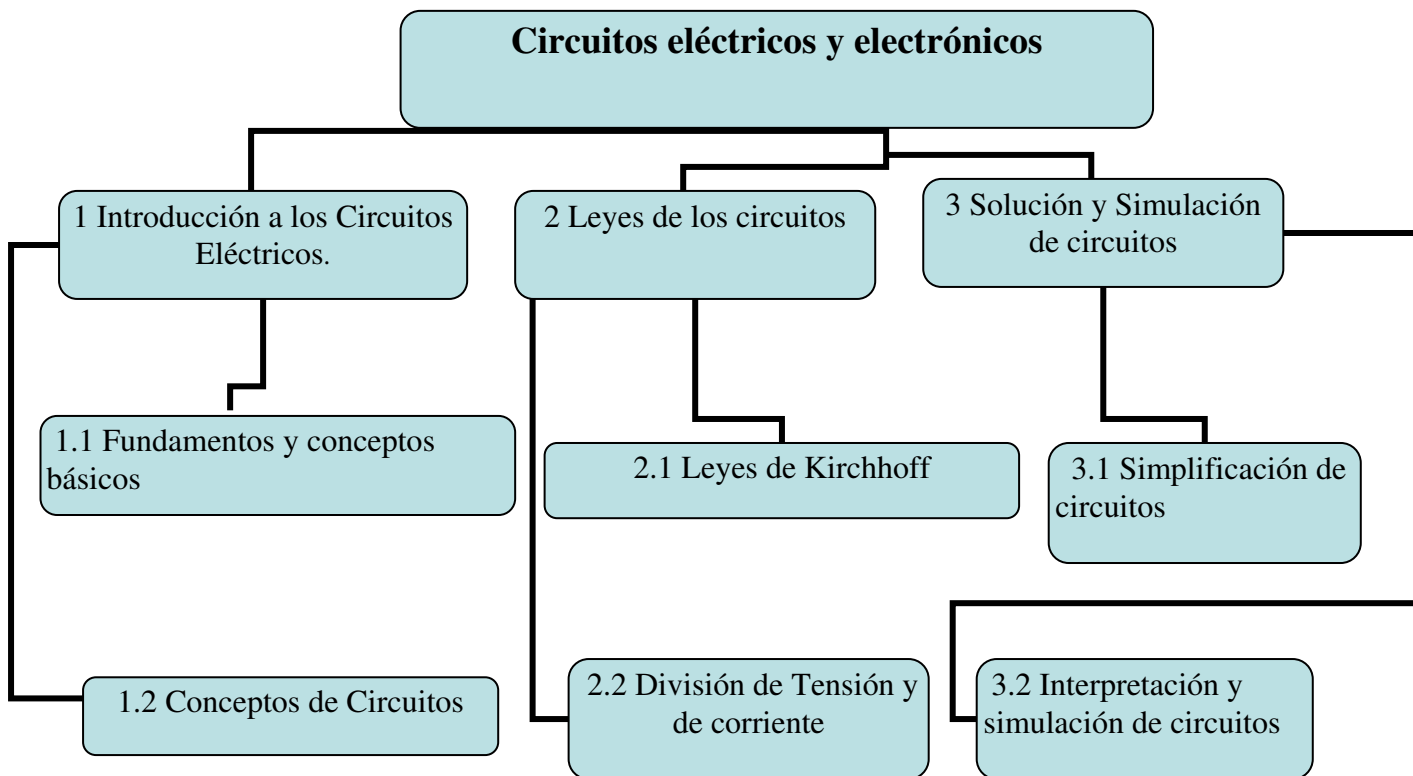 Circuitos eléctricos y electrónicos
1 Introducción a los Circuitos
Eléctricos.
2 Leyes de los circuitos
3 Solución y Simulación
de circuitos
1.1 Fundamentos y conceptos
básicos
2.1 Leyes de Kirchhoff
3.1 Simplificación de
circuitos
1.2 Conceptos de Circuitos
2.2 División de Tensión y
de corriente
3.2 Interpretación y
simulación de circuitos